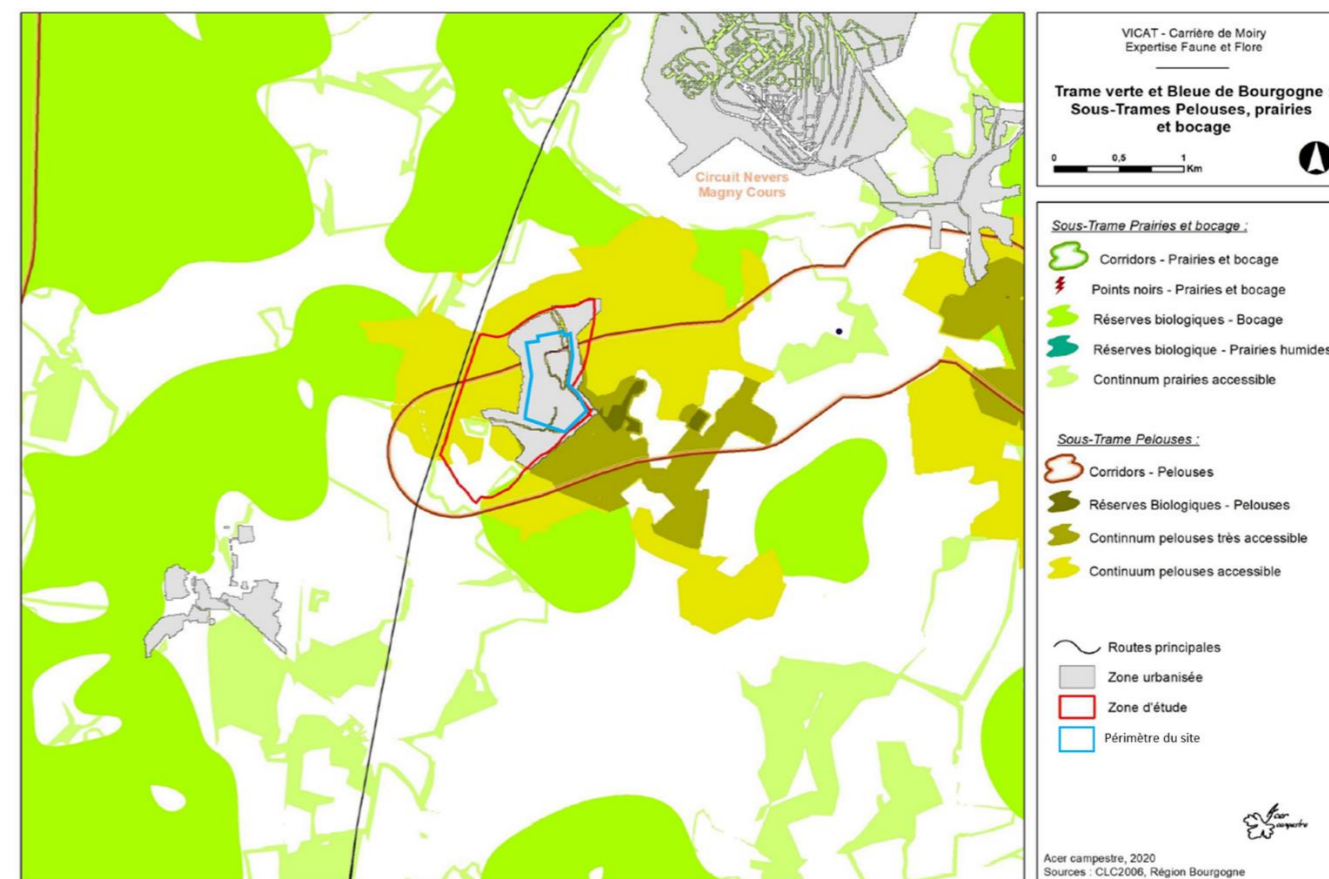 Circuit Nevers
Magny Cours
VICAT - Carrière de Moiry
Expertise Faune et Flore
Trame verte et Bleue de Bourgogne
Sous-Trames Pelouses, prairies
et bocage
0 0,5 1
Km
Sous-Trame Prairies et bocage :
Corridors - Prairies et bocage
Points noirs - Prairies et bocage
Réserves biologiques - Bocage
Réserves biologique - Prairies humides
Continnum prairies accessible
Sous-Trame Pelouses :
Corridors - Pelouses
Réserves Biologiques - Pelouses
Continnum pelouses très accessible
Continuum pelouses accessible
Routes principales
Zone urbanisée
Zone d'étude
Périmètre du site
Acer
campestre
Acer campestre, 2020
Sources : CLC2006, Région Bourgogne